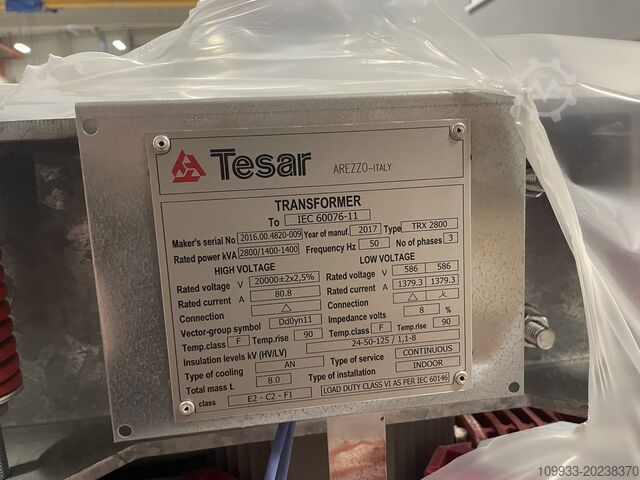 Tesar AREZZO-ITALY
TRANSFORMER
To IEC 60076-11
Maker's serial No 2016.00.4820-009 Year of manuf. 2017 Type TRX 2800
Rated power kVA 2800/1400-1400 Frequency Hz 50 No of phases 3
HIGH VOLTAGE LOW VOLTAGE
Rated voltage V 20000±2x2,5% Rated voltage V 586 586
Rated current A 80.8 Rated current A 1379.3 1379.3
Connection △ Connection △ 人
Vector-group symbol Dd0yn11 Impedance volts 8 %
Temp.class F Temp.rise 90 Temp.class F Temp.rise 90
Insulation levels kV (HV/LV) 24-50-125 / 1,1-8
Type of cooling AN Type of service CONTINUOUS
Total mass t. 8.0 Type of installation INDOOR
class E2 - C2 - F1 LOAD DUTY CLASS VI AS PER IEC 60146
109933-20238370